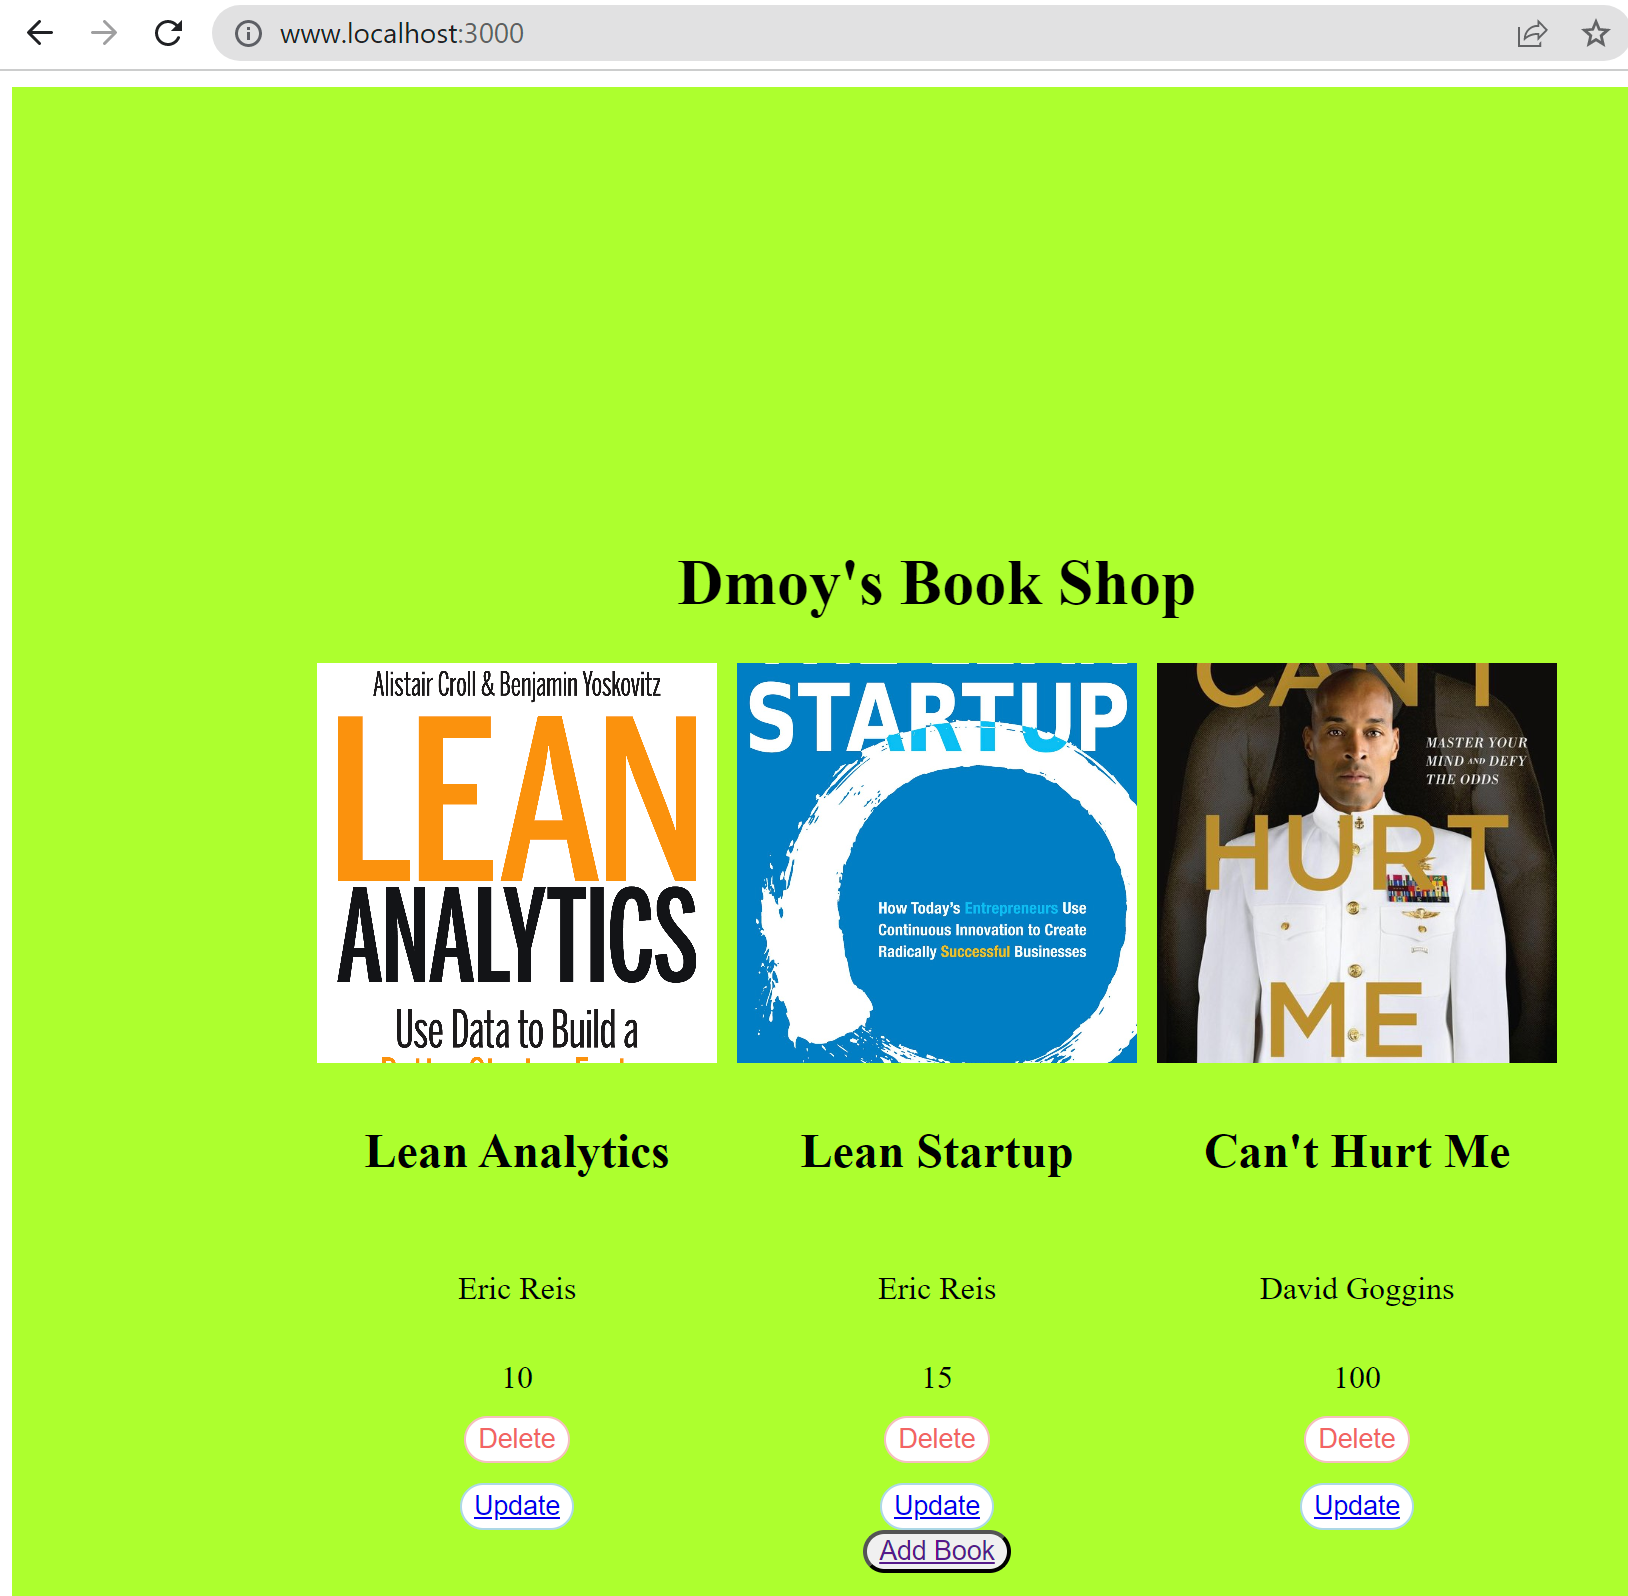 www.localhost:3000
Dmoy's Book Shop
Alistair Croll & Benjamin Yoskovitz
LEAN
ANALYTICS
Use Data to Build a
STARTUP
How Today's Entrepreneurs Use
Continuous Innovation to Create
Radically Successful Businesses
CAN'T
MASTER YOUR
MIND AND DEFY
THE ODDS
HURT
ME
Lean Analytics
Lean Startup
Can't Hurt Me
Eric Reis
Eric Reis
David Goggins
10
15
100
Delete
Delete
Delete
Update
Update
Update
Add Book